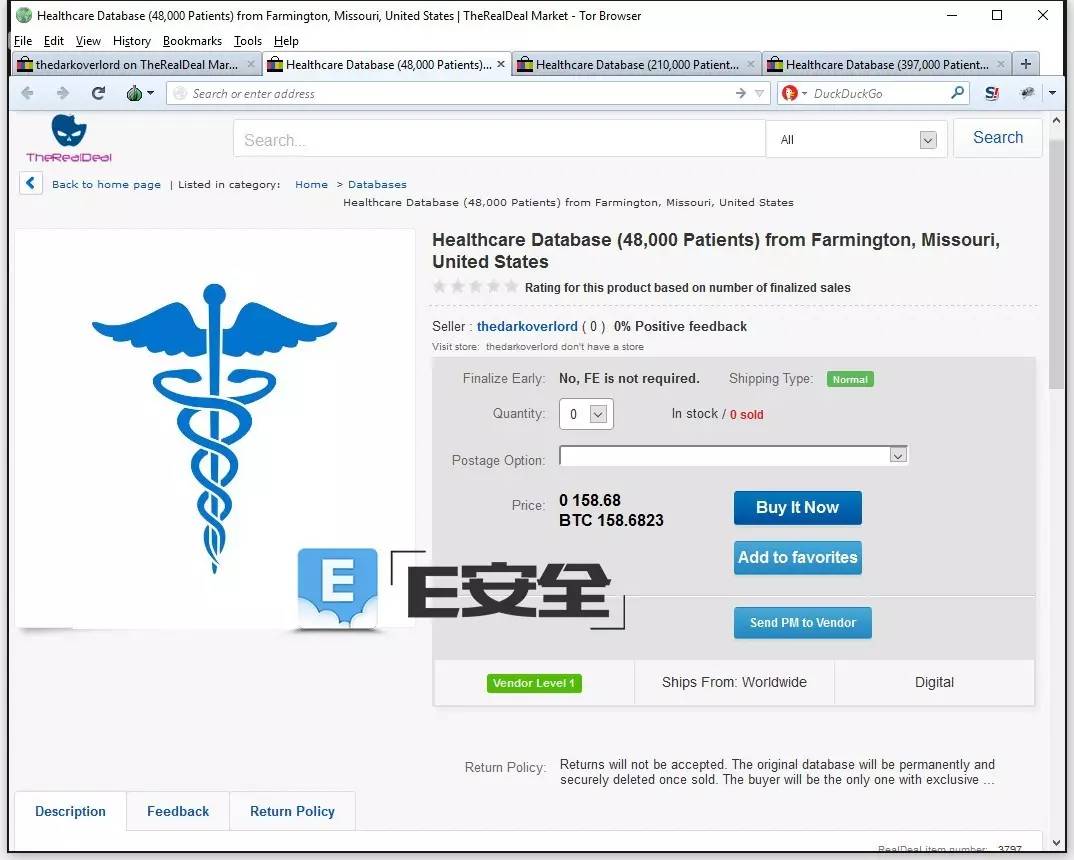 Healthcare Database (48,000 Patients) from Farmington, Missouri, United States | TheRealDeal Market - Tor Browser
File Edit View History Bookmarks Tools Help
thedarkoverlord on TheRealDeal Mar... × Healthcare Database (48,000 Patients)... × Healthcare Database (210,000 Patient... × Healthcare Database (397,000 Patient... × +
Search or enter address DuckDuckGo S!
TheRealDeal
Search... All Search
Back to home page | Listed in category: Home > Databases
Healthcare Database (48,000 Patients) from Farmington, Missouri, United States
Healthcare Database (48,000 Patients) from Farmington, Missouri,
United States
Rating for this product based on number of finalized sales
Seller : thedarkoverlord ( 0 ) 0% Positive feedback
Visit store: thedarkoverlord don't have a store
Finalize Early: No, FE is not required. Shipping Type: Normal
Quantity: 0 In stock / 0 sold
Postage Option:
Price: 0 158.68
BTC 158.6823
Buy It Now
Add to favorites
E E安全
Send PM to Vendor
Vendor Level 1 Ships From: Worldwide Digital
Return Policy: Returns will not be accepted. The original database will be permanently and
securely deleted once sold. The buyer will be the only one with exclusive ...
Description Feedback Return Policy
RealDeal item number: 3797